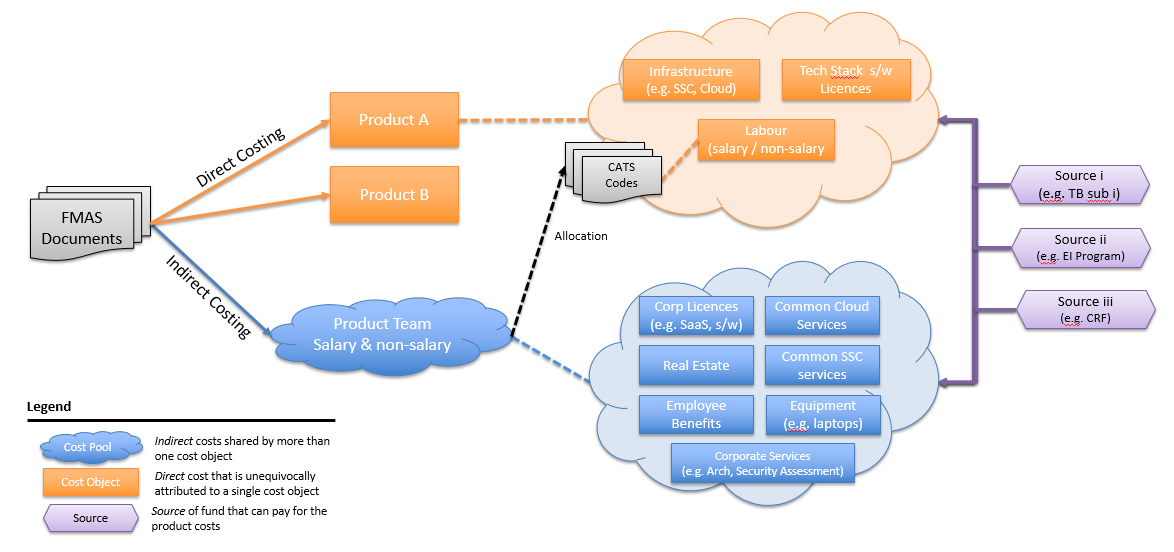 Infrastructure
(e.g. SSC, Cloud)
Tech Stack s/w
Licences
Product A
Labour
(salary / non-salary
Direct Costing
CATS
Codes
Product B
Source i
(e.g. TB sub i)
FMAS
Documents
Allocation
Source ii
(e.g. EI Program)
Indirect Costing
Source iii
(e.g. CRF)
Product Team
Salary & non-salary
Corp Licences
(e.g. SaaS, s/w)
Common Cloud
Services
Real Estate
Common SSC
services
Employee
Benefits
Equipment
(e.g. laptops)
Corporate Services
(e.g. Arch, Security Assessment)
Legend
Cost Pool
Indirect costs shared by more than
one cost object
Cost Object
Direct cost that is unequivocally
attributed to a single cost object
Source
Source of fund that can pay for the
product costs